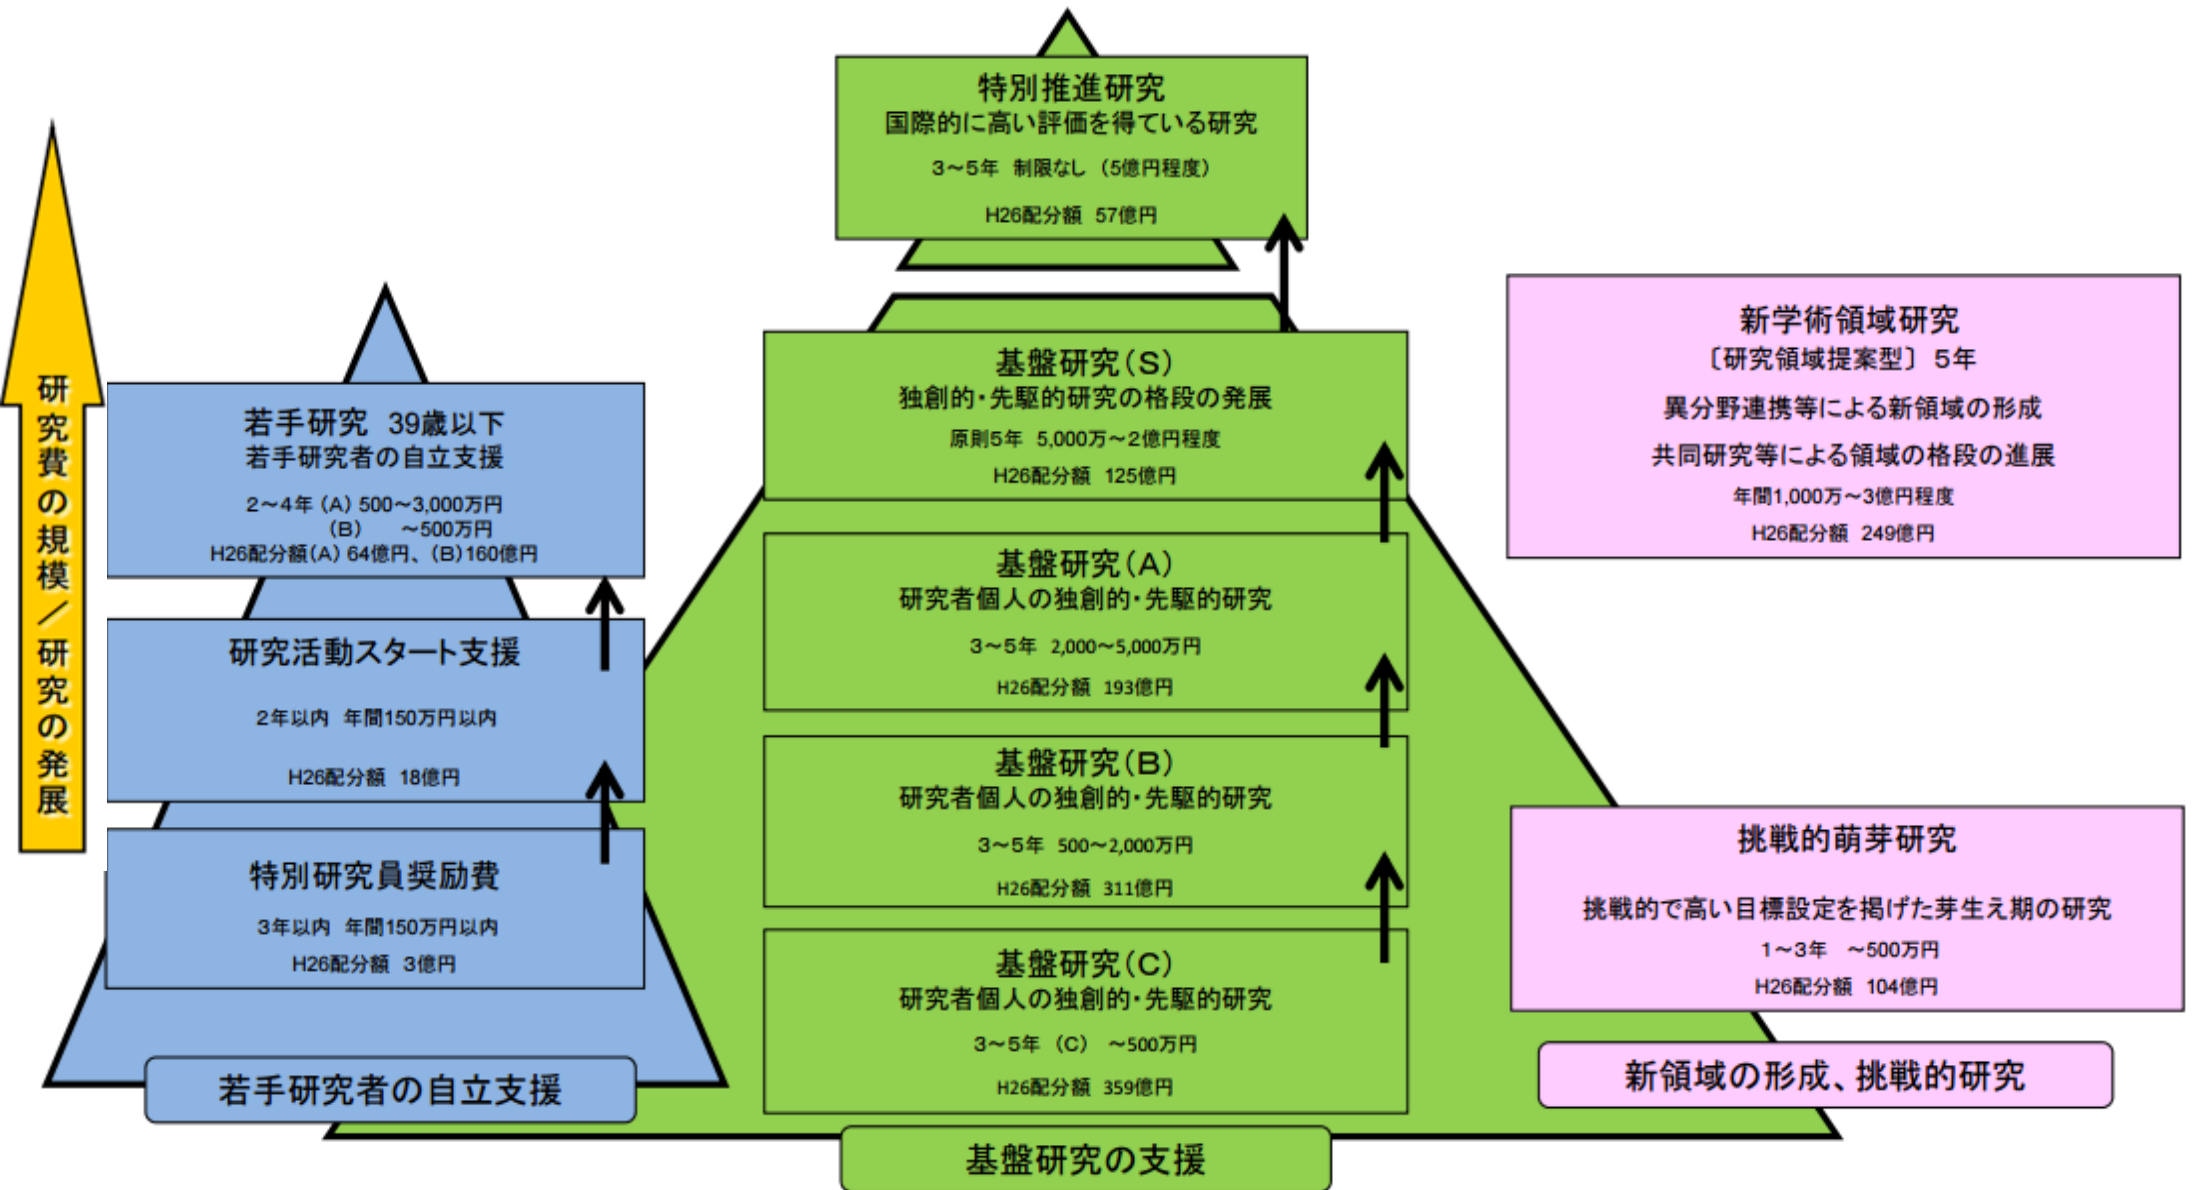 研究費の規模／研究の発展
若手研究　39歳以下
若手研究者の自立支援
2～4年（A）500～3,000万円
（B）　　～500万円
H26配分額（A）64億円、（B）160億円
研究活動スタート支援
2年以内　年間150万円以内
H26配分額　18億円
特別研究員奨励費
3年以内　年間150万円以内
H26配分額　3億円
若手研究者の自立支援
特別推進研究
国際的に高い評価を得ている研究
3～5年　制限なし　（5億円程度）
H26配分額　57億円
基盤研究（S）
独創的・先駆的研究の格段の発展
原則5年　5,000万～2億円程度
H26配分額　125億円
基盤研究（A）
研究者個人の独創的・先駆的研究
3～5年　2,000～5,000万円
H26配分額　193億円
基盤研究（B）
研究者個人の独創的・先駆的研究
3～5年　500～2,000万円
H26配分額　311億円
基盤研究（C）
研究者個人の独創的・先駆的研究
3～5年　（C）　～500万円
H26配分額　359億円
基盤研究の支援
新学術領域研究
〔研究領域提案型〕　5年
異分野連携等による新領域の形成
共同研究等による領域の格段の進展
年間1,000万～3億円程度
H26配分額　249億円
挑戦的萌芽研究
挑戦的で高い目標設定を掲げた芽生え期の研究
1～3年　～500万円
H26配分額　104億円
新領域の形成、挑戦的研究